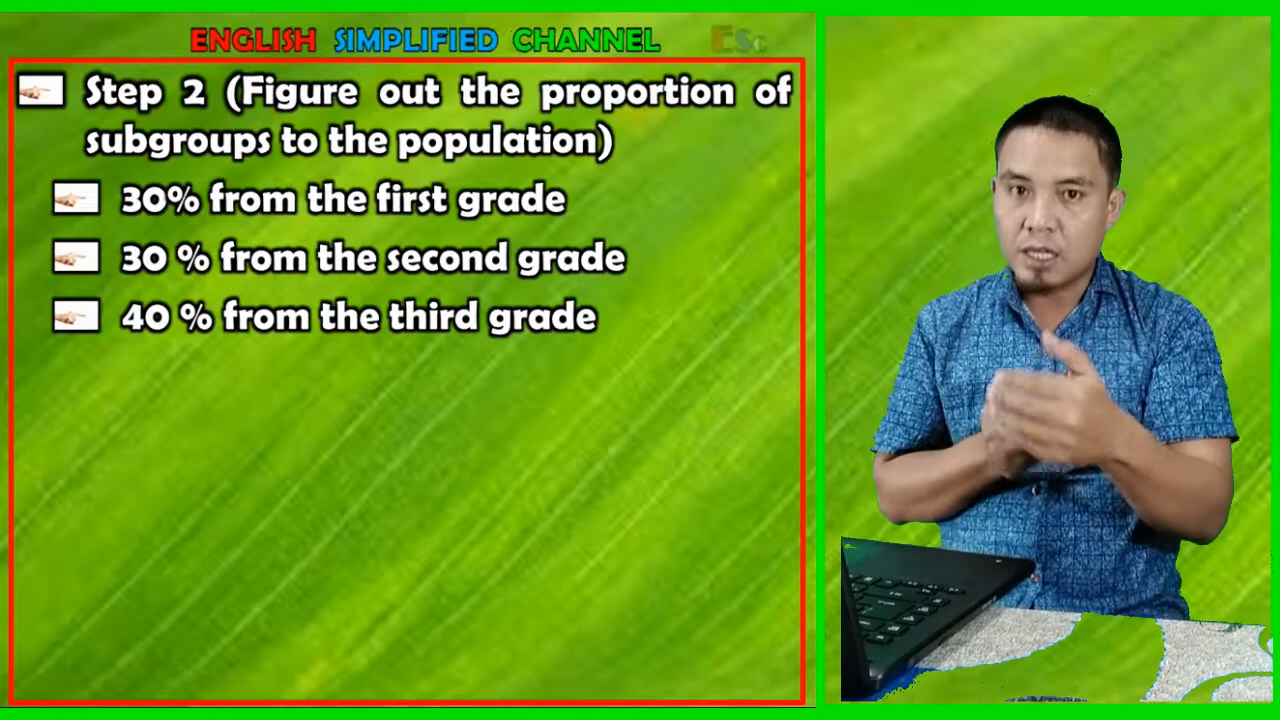 ENGLISH SIMPLIFIED CHANNEL ESC
Step 2 (Figure out the proportion of
subgroups to the population)
30% from the first grade
30 % from the second grade
40 % from the third grade